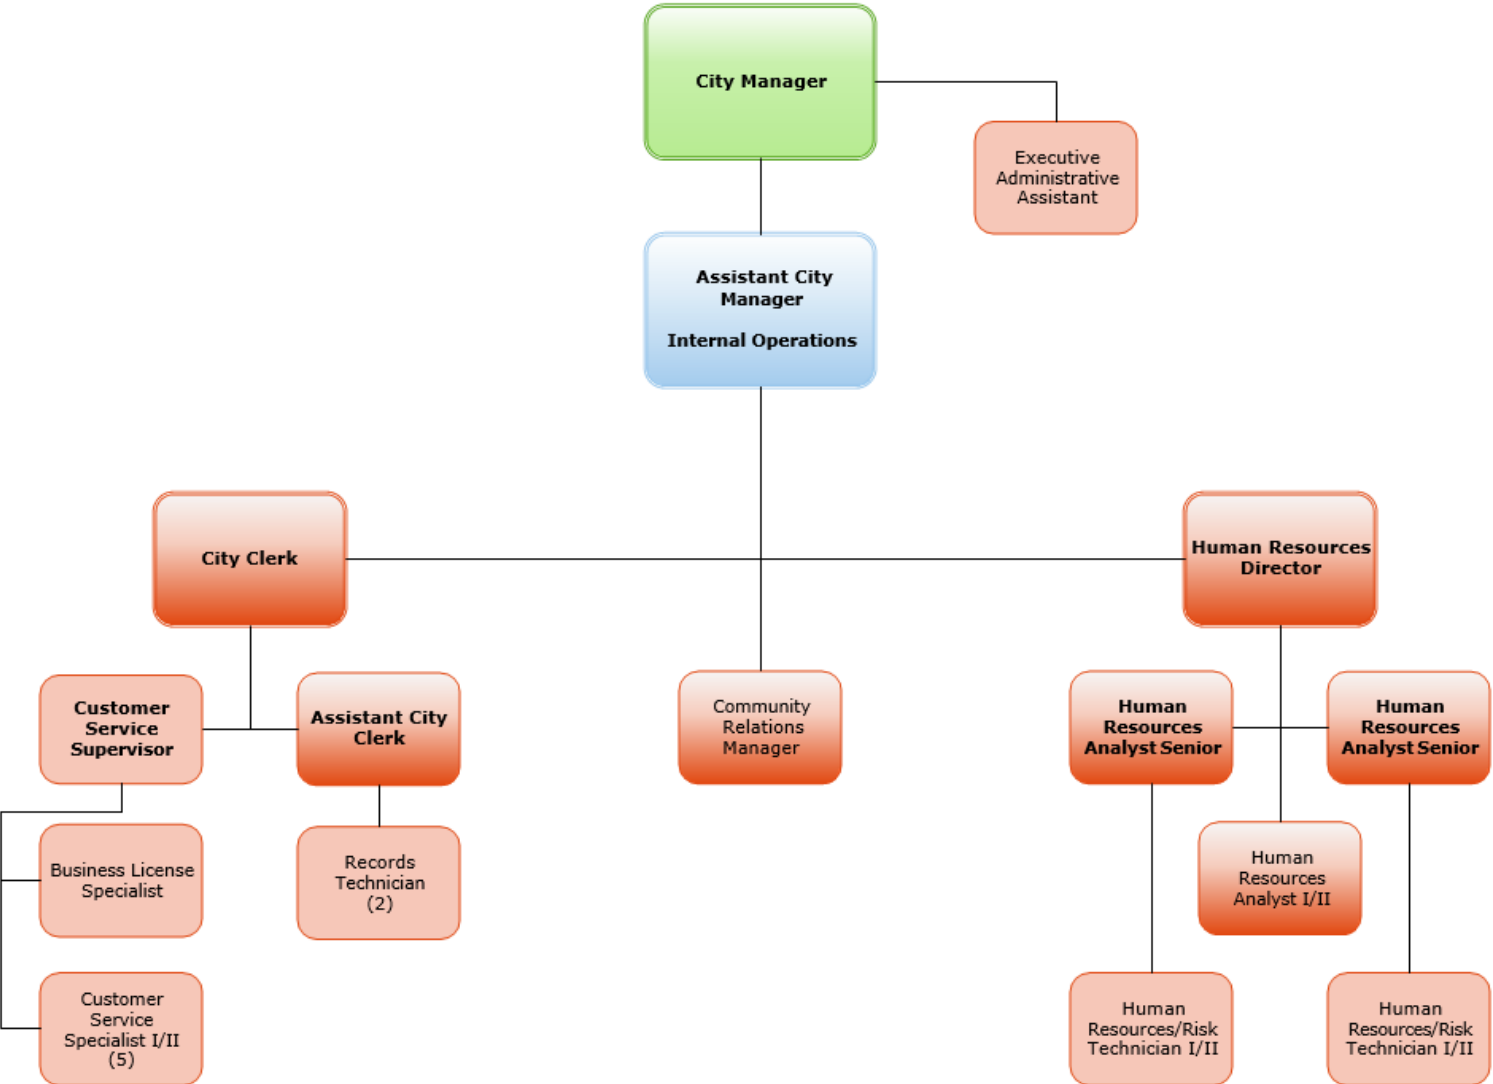 City Manager
Executive
Administrative
Assistant
Assistant City
Manager
Internal Operations
City Clerk
Human Resources
Director
Customer
Service
Supervisor
Assistant City
Clerk
Community
Relations
Manager
Human
Resources
Analyst Senior
Human
Resources
Analyst Senior
Business License
Specialist
Records
Technician
(2)
Human
Resources
Analyst I/II
Customer
Service
Specialist I/II
(5)
Human
Resources/Risk
Technician I/II
Human
Resources/Risk
Technician I/II